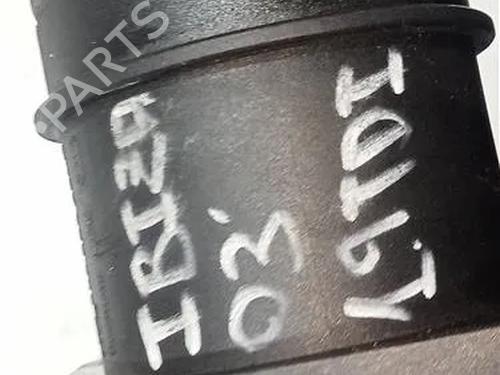 IBIZA
03'
1.9TDI
B PARTS